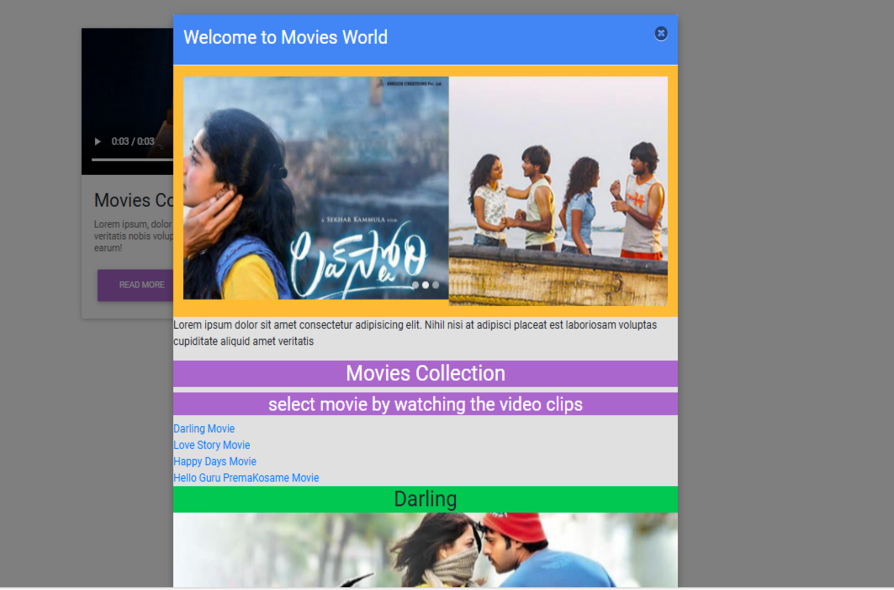 Welcome to Movies World
0:03 / 0:03
Movies Co
Lorem ipsum, dolor
veritatis nobis volup
earum!
READ MORE
A SEKHAR KAMMULA FILM
లవ్ స్టోరి
Lorem ipsum dolor sit amet consectetur adipisicing elit. Nihil nisi at adipisci placeat est laboriosam voluptas
cupiditate aliquid amet veritatis
Movies Collection
select movie by watching the video clips
Darling Movie
Love Story Movie
Happy Days Movie
Hello Guru PremaKosame Movie
Darling